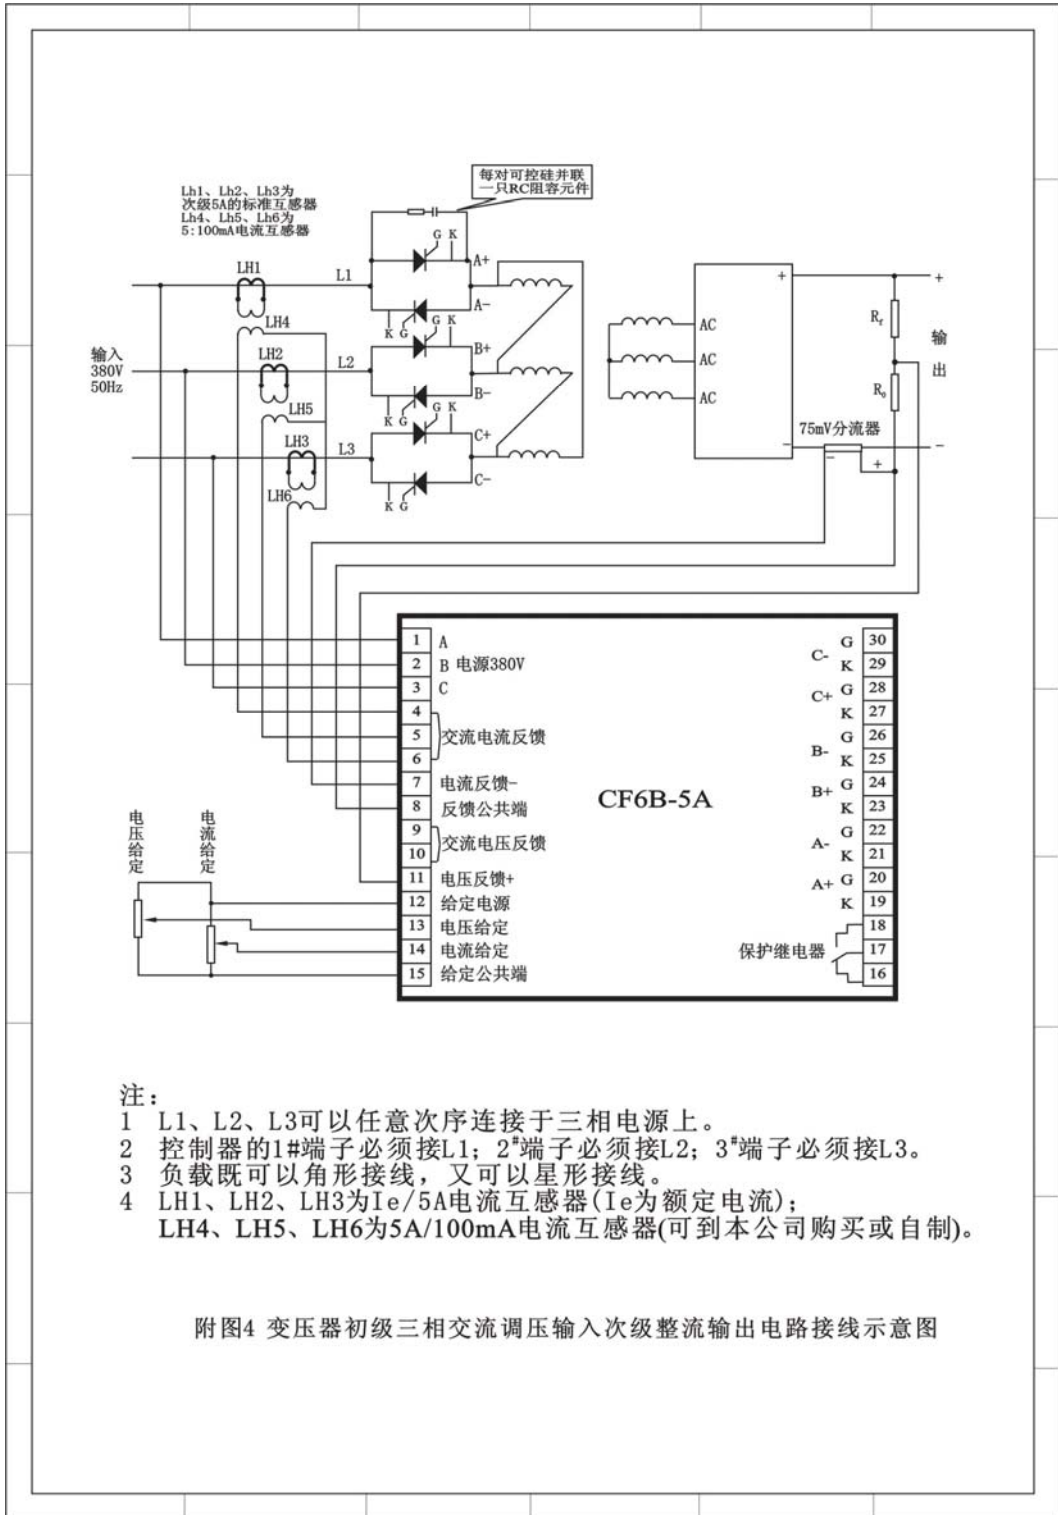 每对可控硅并联
一只RC阻容元件
Lh1、Lh2、Lh3为
次级5A的标准互感器
Lh4、Lh5、Lh6为
5:100mA电流互感器
G K
LH1
L1
A+
A-
K G
LH4
G K
输入
380V
50Hz
LH2
L2
B+
B-
K G
LH5
G K
LH3
L3
C+
C-
K G
LH6
+
AC
AC
AC
-
Rf
R0
+
输出
-
75mV分流器
-
+
1 A
2 B 电源380V
3 C
4
5 交流电流反馈
6
7 电流反馈-
8 反馈公共端
9
10 交流电压反馈
11 电压反馈+
12 给定电源
13 电压给定
14 电流给定
15 给定公共端
电压给定
电流给定
CF6B-5A
C- G 30
K 29
C+ G 28
K 27
B- G 26
K 25
B+ G 24
K 23
A- G 22
K 21
A+ G 20
K 19
18
保护继电器 17
16
注:
1 L1、L2、L3可以任意次序连接于三相电源上。
2 控制器的1#端子必须接L1; 2#端子必须接L2; 3#端子必须接L3。
3 负载既可以角形接线，又可以星形接线。
4 LH1、LH2、LH3为Ie/5A电流互感器(Ie为额定电流);
LH4、LH5、LH6为5A/100mA电流互感器(可到本公司购买或自制)。
附图4 变压器初级三相交流调压输入次级整流输出电路接线示意图